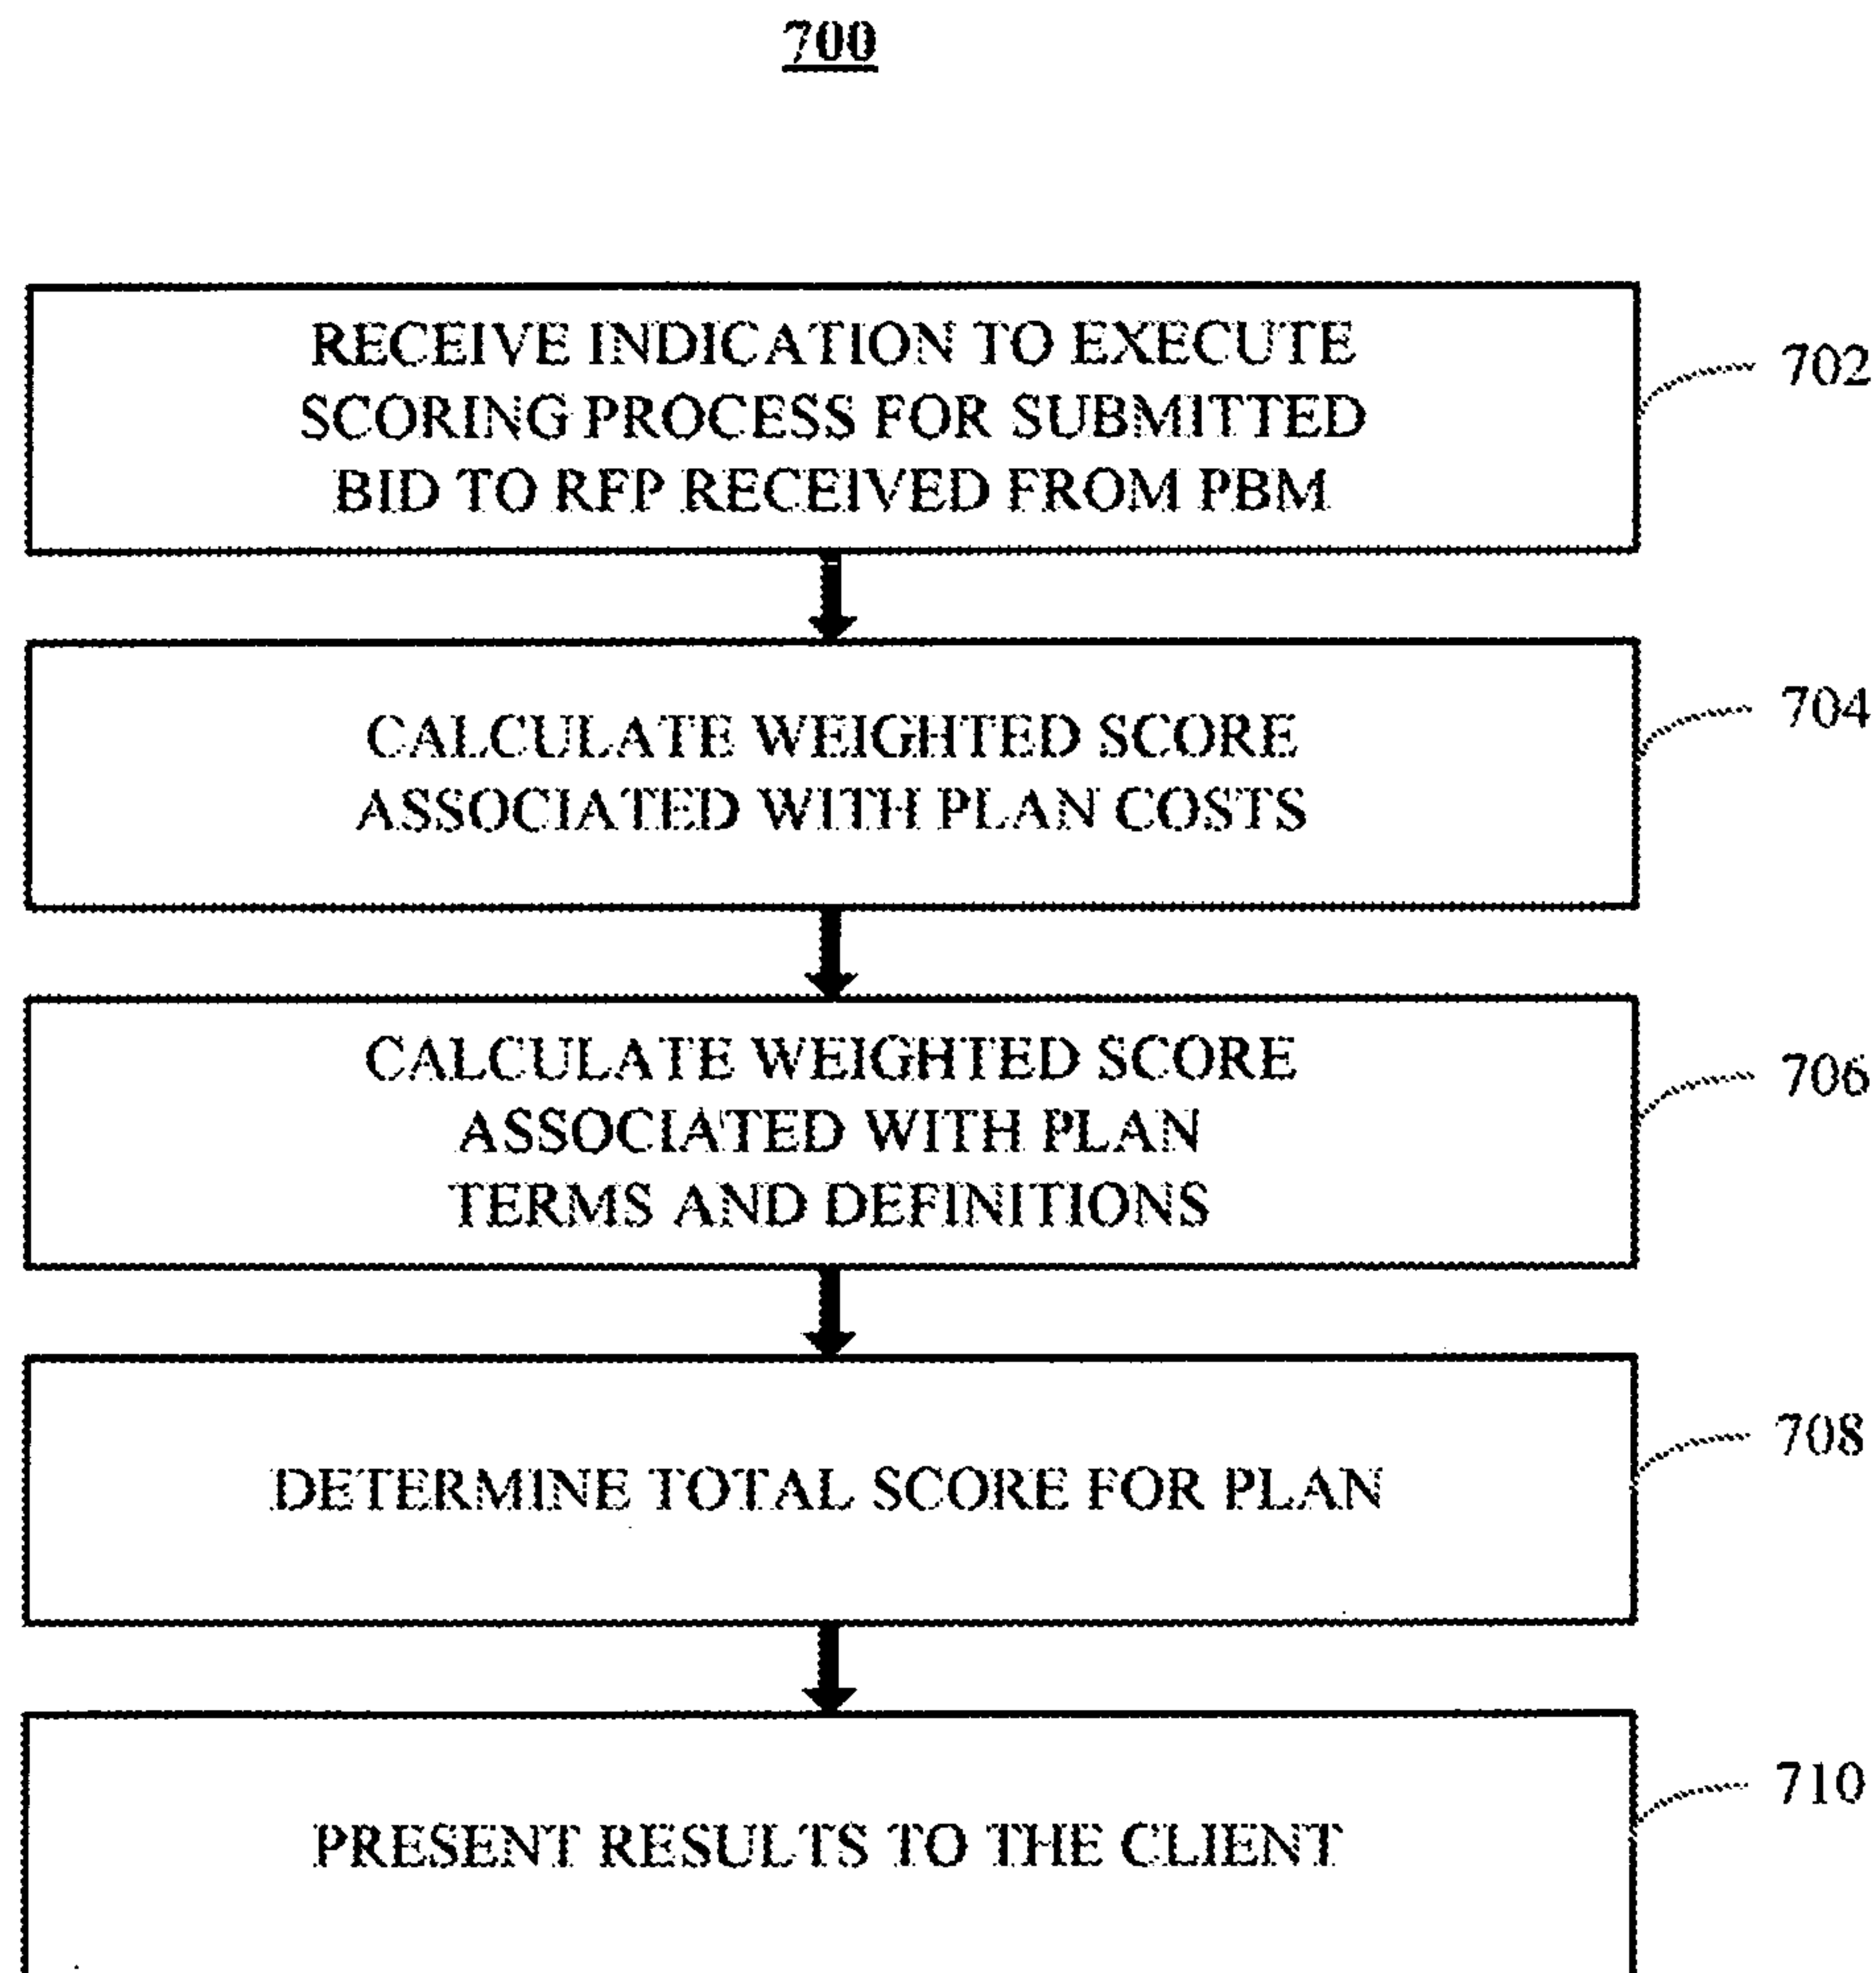 700
RECEIVE INDICATION TO EXECUTE
SCORING PROCESS FOR SUBMITTED
BID TO RFP RECEIVED FROM PBM
702
CALCULATE WEIGHTED SCORE
ASSOCIATED WITH PLAN COSTS
704
CALCULATE WEIGHTED SCORE
ASSOCIATED WITH PLAN
TERMS AND DEFINITIONS
706
DETERMINE TOTAL SCORE FOR PLAN
708
PRESENT RESULTS TO THE CLIENT
710